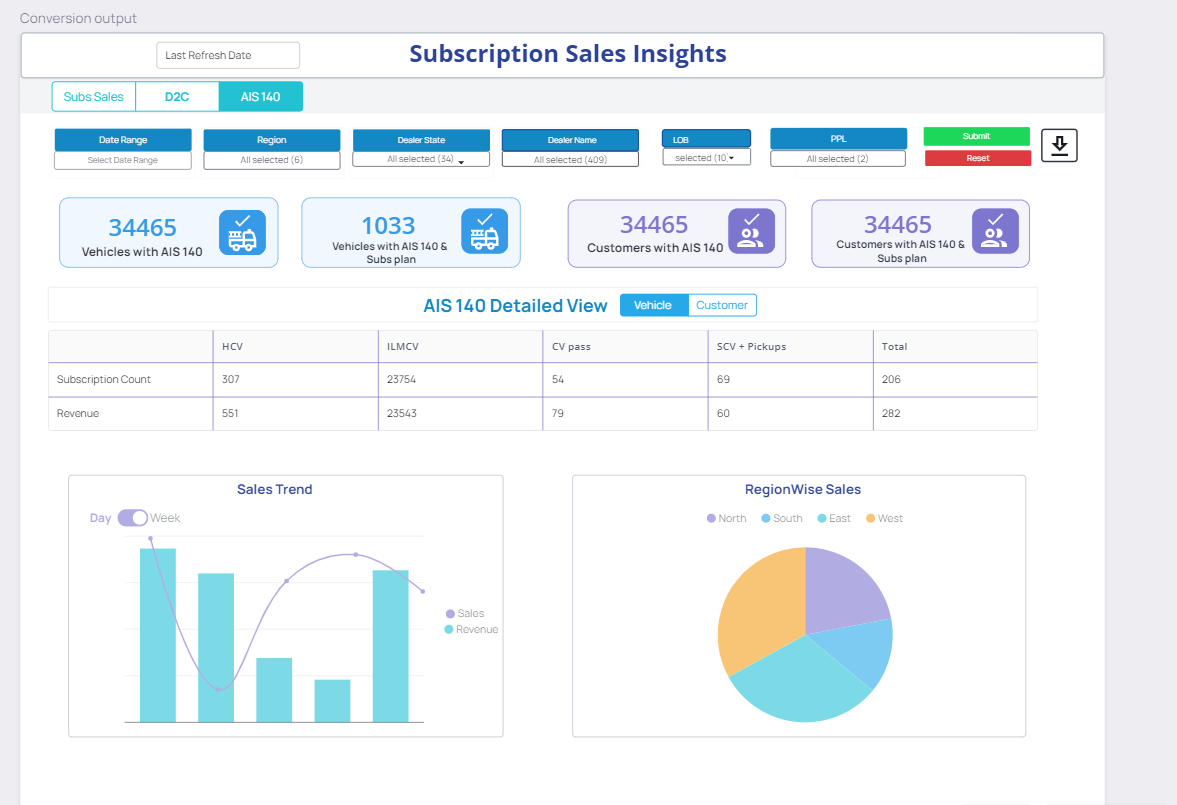 Conversion output
Last Refresh Date
Subscription Sales Insights
Subs Sales D2C AIS 140
Date Range Region Dealer State Dealer Name LOB PPL Submit
Select Date Range All selected (6) All selected (34) All selected (409) selected (10) All selected (2) Reset
34465
Vehicles with AIS 140
1033
Vehicles with AIS 140 &
Subs plan
34465
Customers with AIS 140
34465
Customers with AIS 140 &
Subs plan
AIS 140 Detailed View Vehicle Customer
HCV ILMCV CV pass SCV + Pickups Total
Subscription Count 307 23754 54 69 206
Revenue 551 23543 79 60 282
Sales Trend
Day Week
Sales
Revenue
RegionWise Sales
North South East West